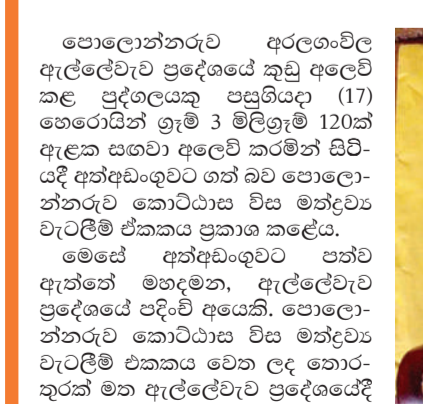 පොලොන්නරුව අරලගංවිල
ඇල්ලේවැව ප්‍රදේශයේ කුඩු අලෙවි
කළ පුද්ගලයකු පසුගියදා (17)
හෙරොයින් ග්‍රෑම් 3 මිලිග්‍රෑම් 120ක්
ඇළක සඟවා අලෙවි කරමින් සිටි-
යදී අත්අඩංගුවට ගත් බව පොලො-
න්නරුව කොට්ඨාස විස මත්ද්‍රව්‍ය
වැටලීම් ඒකකය ප්‍රකාශ කළේය.
මෙසේ අත්අඩංගුවට පත්ව
ඇත්තේ මහදමන, ඇල්ලේවැව
ප්‍රදේශයේ පදිංචි අයෙකි. පොලො-
න්නරුව කොට්ඨාස විස මත්ද්‍රව්‍ය
වැටලීම් එකකය වෙත ලද තොර-
තුරක් මත ඇල්ලේවැව ප්‍රදේශයේදී